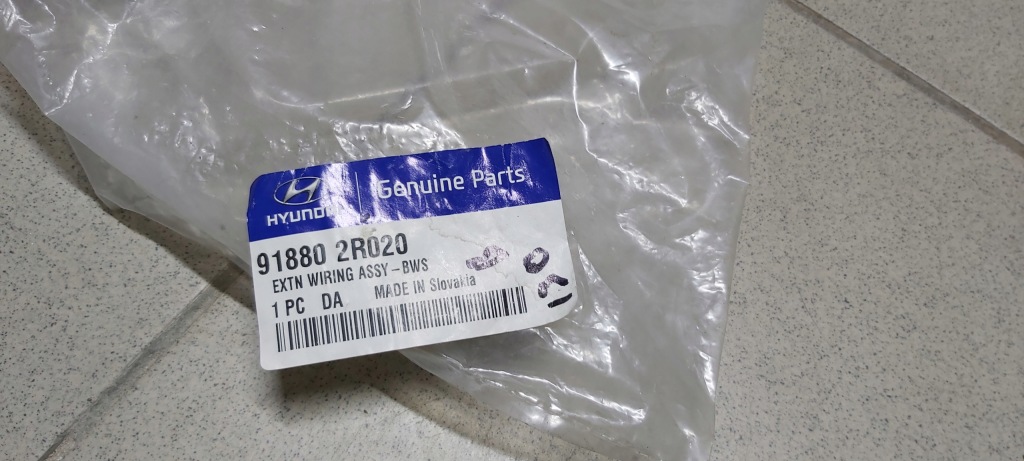 HYUNDAI
Genuine Parts
91880 2R020
EXTN WIRING ASSY-BWS
1 PC DA MADE IN Slovakia